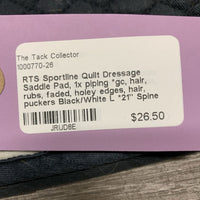 The Tack Collector
1000770-26
RTS Sportline Quilt Dressage
Saddle Pad, 1x piping *gc, hair,
rubs, faded, holey edges, hair,
puckers Black/White L *21" Spine
$26.50
JRUD8E